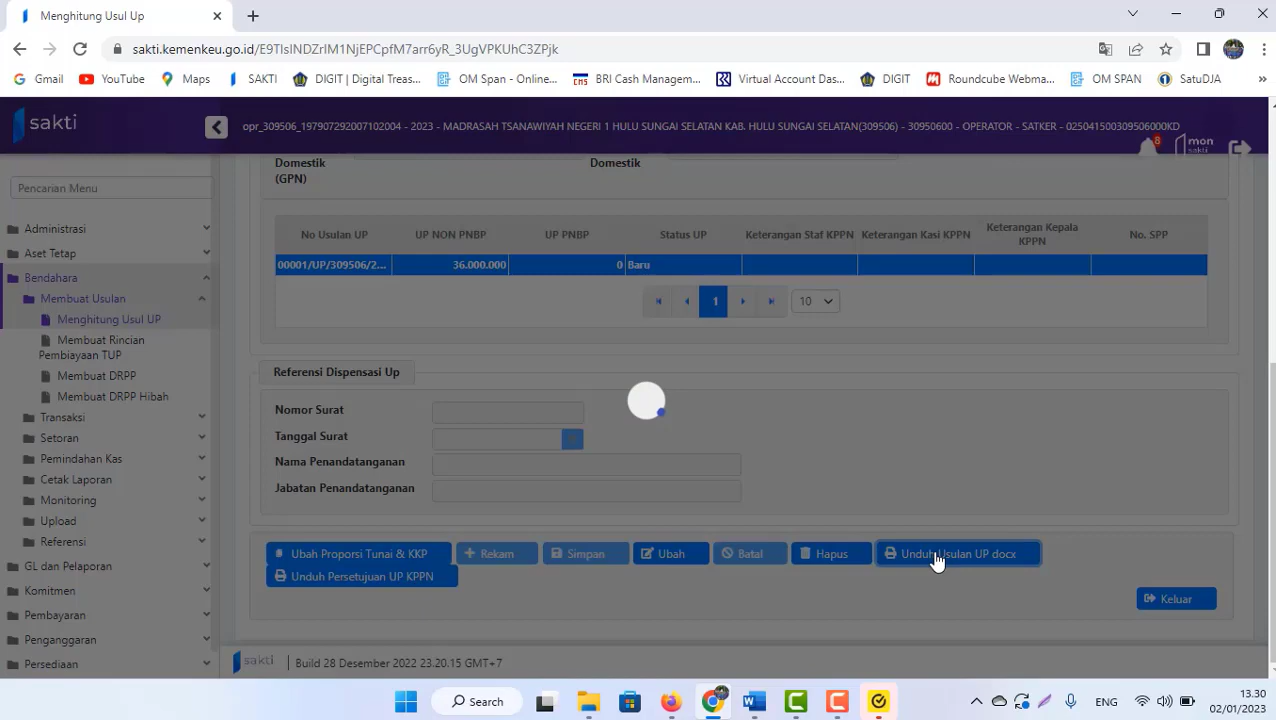 Menghitung Usul UP
sakti.kemenkeu.go.id/E9TIsINDZrIM1NjEPCpfM7arr6yR_3UgVPKUhC3ZPjk
Gmail YouTube Maps SAKTI DIGIT | Digital Treas... OM Span - Online... BRI Cash Managem... Virtual Account Das... DIGIT Roundcube Webma... OM SPAN SatuDJA
sakti
opr_309506_197907292007102004 - 2023 - MADRASAH TSANAWIYAH NEGERI 1 HULU SUNGAI SELATAN KAB. HULU SUNGAI SELATAN(309506) - 30950600 - OPERATOR - SATKER - 025041500309506000KD
8
mon
sakti
Pencarian Menu
Administrasi
Aset Tetap
Bendahara
Membuat Usulan
Menghitung Usul UP
Membuat Rincian
Pembiayaan TUP
Membuat DRPP
Membuat DRPP Hibah
Transaksi
Setoran
Pemindahan Kas
Cetak Laporan
Monitoring
Upload
Referensi
GL dan Pelaporan
Komitmen
Pembayaran
Penganggaran
Persediaan
Domestik Domestik
(GPN)
No Usulan UP UP NON PNBP UP PNBP Status UP Keterangan Staf KPPN Keterangan Kasi KPPN Keterangan Kepala
KPPN No. SPP
00001/UP/309506/2... 36.000.000 0 Baru
1 10
Referensi Dispensasi Up
Nomor Surat
Tanggal Surat
Nama Penandatanganan
Jabatan Penandatanganan
Ubah Proporsi Tunai & KKP Rekam Simpan Ubah Batal Hapus Unduh Usulan UP docx
Unduh Persetujuan UP KPPN
Keluar
sakti | Build 28 Desember 2022 23.20.15 GMT+7
Search
ENG
13.30
02/01/2023